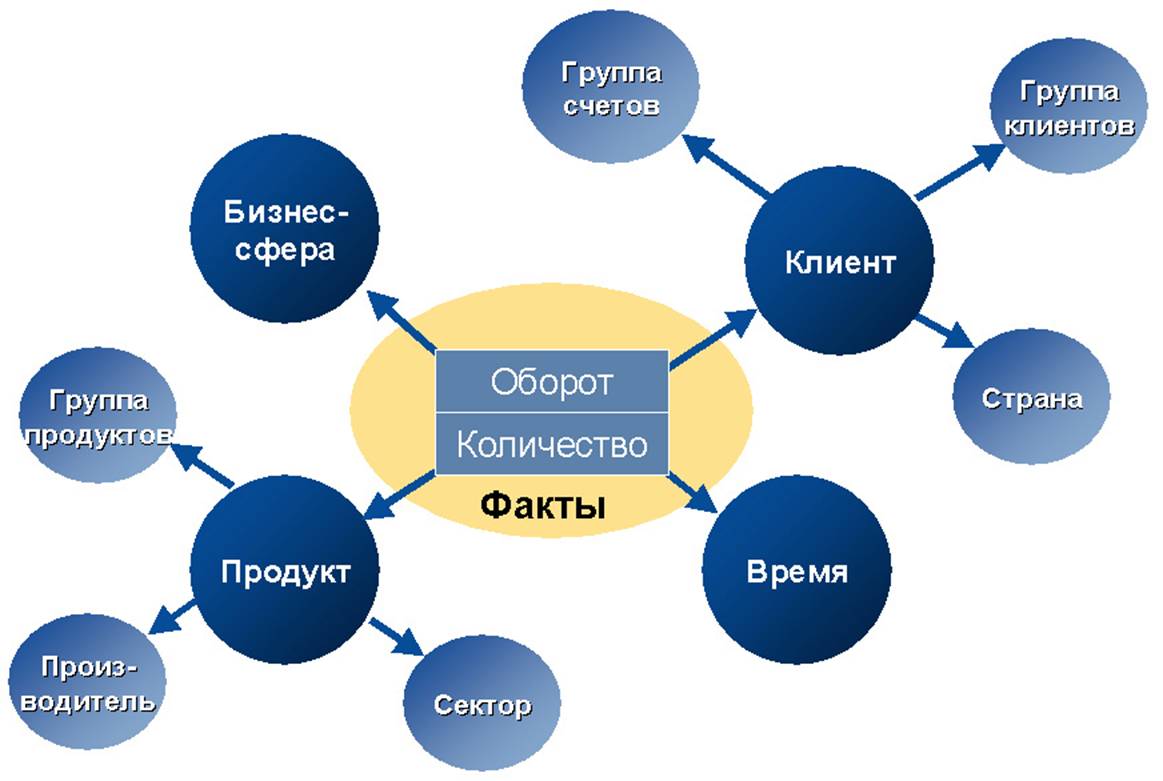 Группа
счетов
Группа
клиентов
Бизнес-
сфера
Клиент
Оборот
Количество
Факты
Страна
Группа
продуктов
Продукт
Время
Произ-
водитель
Сектор